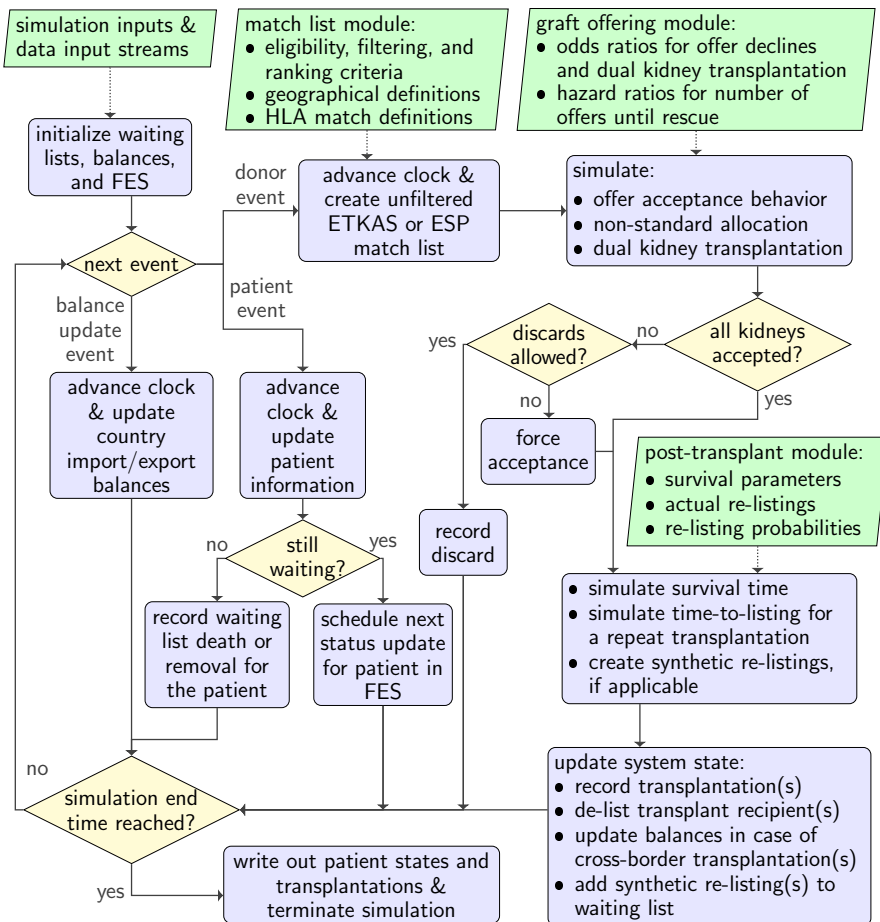 simulation inputs &
data input streams
match list module:
• eligibility, filtering, and
ranking criteria
• geographical definitions
• HLA match definitions
graft offering module:
• odds ratios for offer declines
and dual kidney transplantation
• hazard ratios for number of
offers until rescue
initialize waiting
lists, balances,
and FES
donor
event
advance clock &
create unfiltered
ETKAS or ESP
match list
simulate:
• offer acceptance behavior
• non-standard allocation
• dual kidney transplantation
next event
balance
update
event
patient
event
yes
discards
allowed?
no
all kidneys
accepted?
no
yes
advance clock
& update
country
import/export
balances
advance
clock &
update
patient
information
force
acceptance
post-transplant module:
• survival parameters
• actual re-listings
• re-listing probabilities
record
discard
no
still
waiting?
yes
record waiting
list death or
removal for
the patient
schedule next
status update
for patient in
FES
• simulate survival time
• simulate time-to-listing for
a repeat transplantation
• create synthetic re-listings,
if applicable
no
simulation end
time reached?
yes
update system state:
• record transplantation(s)
• de-list transplant recipient(s)
• update balances in case of
cross-border transplantation(s)
• add synthetic re-listing(s) to
waiting list
write out patient states and
transplantations &
terminate simulation